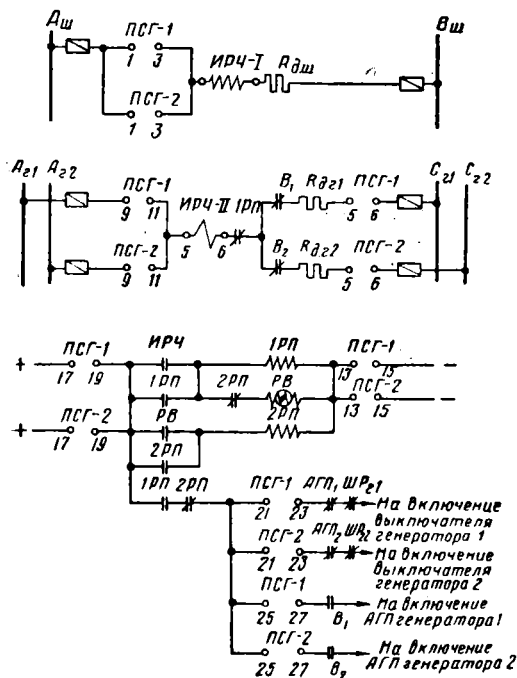 Aш ПСГ-1 Bш
1 3 ИРЧ-I Rдш
ПСГ-2
1 3
Aг1 Aг2 ПСГ-1 Cг1 Cг2
9 11 ИРЧ-II 1РП B1 Rдг1 ПСГ-1
5 6 5 6
ПСГ-2 B2 Rдг2 ПСГ-2
9 11 5 6
ИРЧ
+ ПСГ-1 1РП ПСГ-1 –
17 19 1РП 2РП РВ 13 15
ПСГ-2 ПСГ-2
+ РВ 2РП 13 15 –
17 19 2РП
1РП 2РП ПСГ-1 АГП1 ШРг1
21 23 На включение
выключателя
генератора 1
ПСГ-2 АГП2 ШРг2
21 23 На включение
выключателя
генератора 2
ПСГ-1
25 27 B1 На включение
АГП генератора 1
ПСГ-2
25 27 B2 На включение
АГП генератора 2